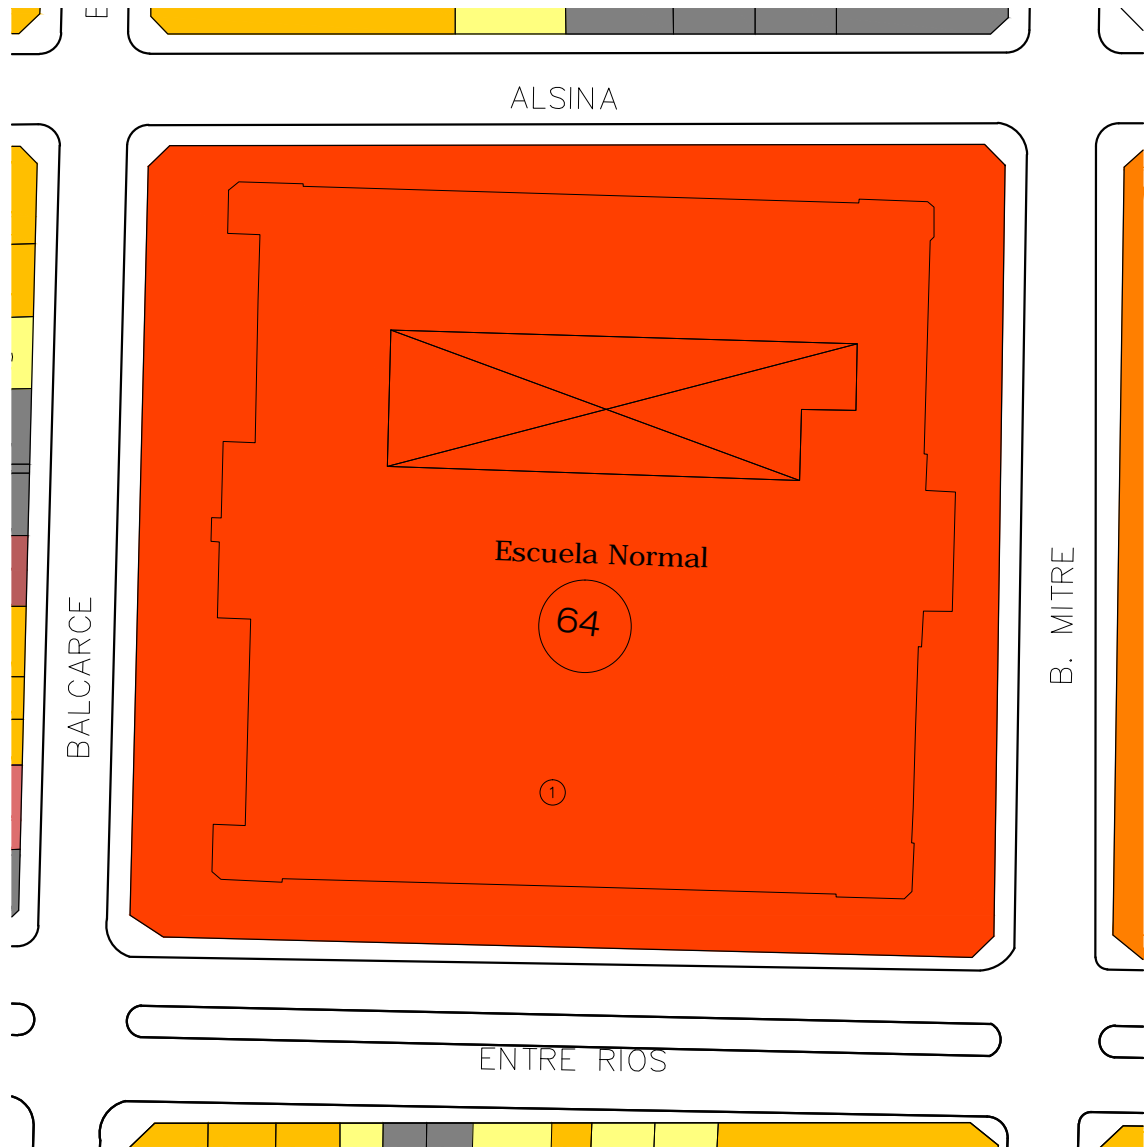 E
ALSINA
Escuela Normal
64
B. MITRE
BALCARCE
1
ENTRE RIOS